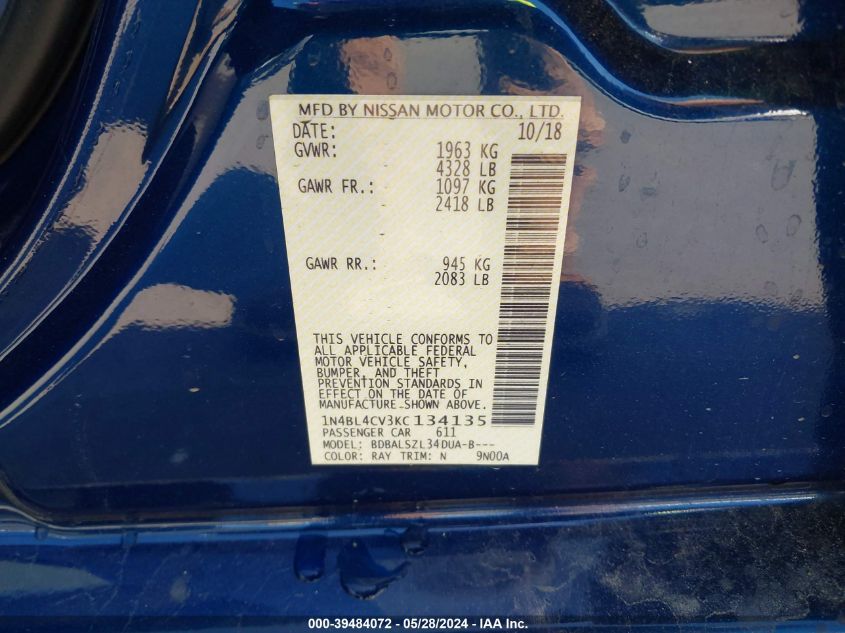 MFD BY NISSAN MOTOR CO., LTD.
DATE: 10/18
GVWR: 1963 KG
4328 LB
GAWR FR.: 1097 KG
2418 LB
GAWR RR.: 945 KG
2083 LB
THIS VEHICLE CONFORMS TO
ALL APPLICABLE FEDERAL
MOTOR VEHICLE SAFETY,
BUMPER, AND THEFT
PREVENTION STANDARDS IN
EFFECT ON THE DATE OF
MANUFACTURE SHOWN ABOVE.
1N4BL4CV3KC134135
PASSENGER CAR 611
MODEL: BDBALSZL34DUA-B---
COLOR: RAY TRIM: N 9N00A
000-39484072 - 05/28/2024 - IAA Inc.